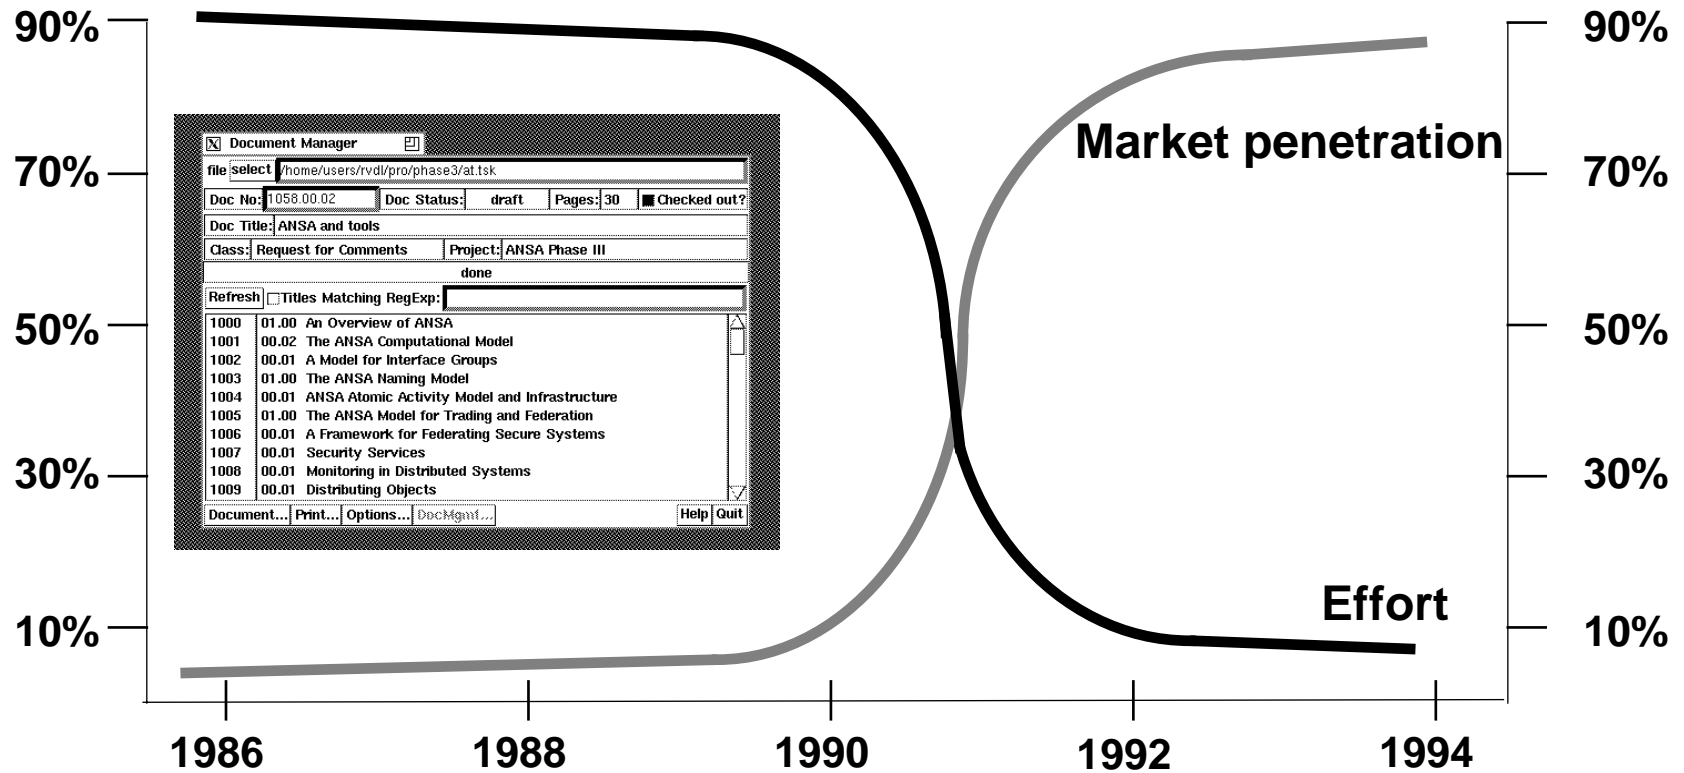 90%
90%
Market penetration
Document Manager
file select /home/users/rvdl/pro/phase3/at.tsk
70%
70%
Doc No: 1058.00.02 Doc Status: draft Pages: 30 Checked out?
Doc Title: ANSA and tools
Class: Request for Comments Project: ANSA Phase III
done
Refresh Titles Matching RegExp:
50%
50%
1000 01.00 An Overview of ANSA
1001 00.02 The ANSA Computational Model
1002 00.01 A Model for Interface Groups
1003 01.00 The ANSA Naming Model
1004 00.01 ANSA Atomic Activity Model and Infrastructure
1005 01.00 The ANSA Model for Trading and Federation
1006 00.01 A Framework for Federating Secure Systems
1007 00.01 Security Services
1008 00.01 Monitoring in Distributed Systems
1009 00.01 Distributing Objects
30%
30%
Document... Print... Options... DocMgmt... Help Quit
Effort
10%
10%
1986 1988 1990 1992 1994